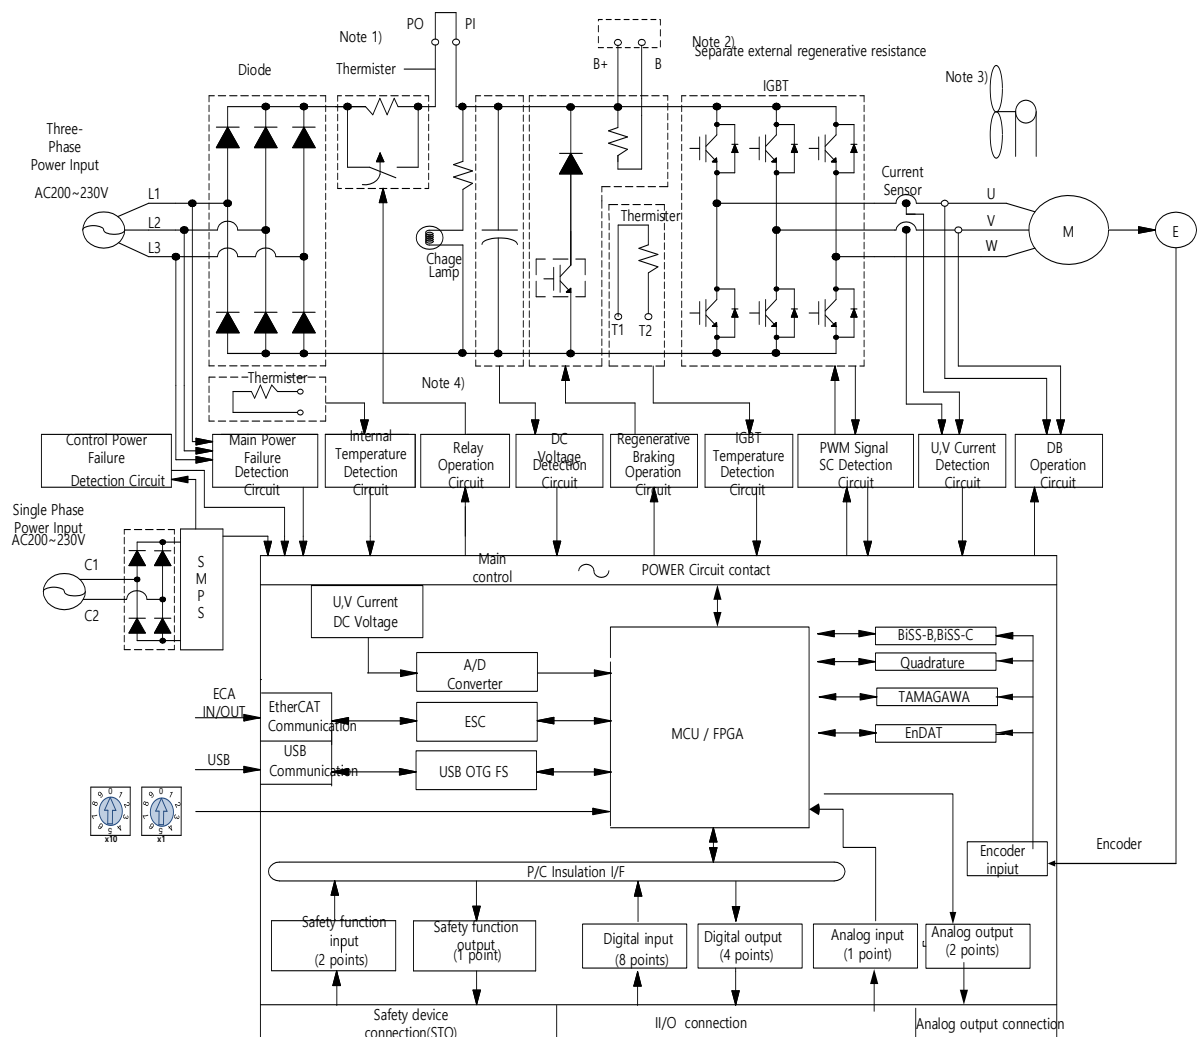 PO
PI
Note 1)
Note 2)
Separate external regenerative resistance
B+
B
Diode
Thermister
IGBT
Note 3)
Three-
Phase
Power Input
AC200~230V
L1
L2
L3
Current
Sensor
U
V
W
M
E
Thermister
Chage
Lamp
T1
T2
Thermister
Note 4)
Control Power
Failure
Detection Circuit
Main Power
Failure
Detection
Circuit
Internal
Temperature
Detection
Circuit
Relay
Operation
Circuit
DC
Voltage
Detection
Circuit
Regenerative
Braking
Operation
Circuit
IGBT
Temperature
Detection
Circuit
PWM Signal
SC Detection
Circuit
U,V Current
Detection
Circuit
DB
Operation
Circuit
Single Phase
Power Input
AC200~230V
C1
C2
S
M
P
S
Main
control
POWER Circuit contact
U,V Current
DC Voltage
A/D
Converter
BiSS-B,BiSS-C
Quadrature
TAMAGAWA
EnDAT
ECA
IN/OUT
EtherCAT
Communication
ESC
MCU / FPGA
USB
USB
Communication
USB OTG FS
x10
x1
Encoder
inpiut
Encoder
P/C Insulation I/F
Safety function
input
(2 points)
Safety function
output
(1 point)
Digital input
(8 points)
Digital output
(4 points)
Analog input
(1 point)
Analog output
(2 points)
Safety device
connection(STO)
II/O connection
Analog output connection